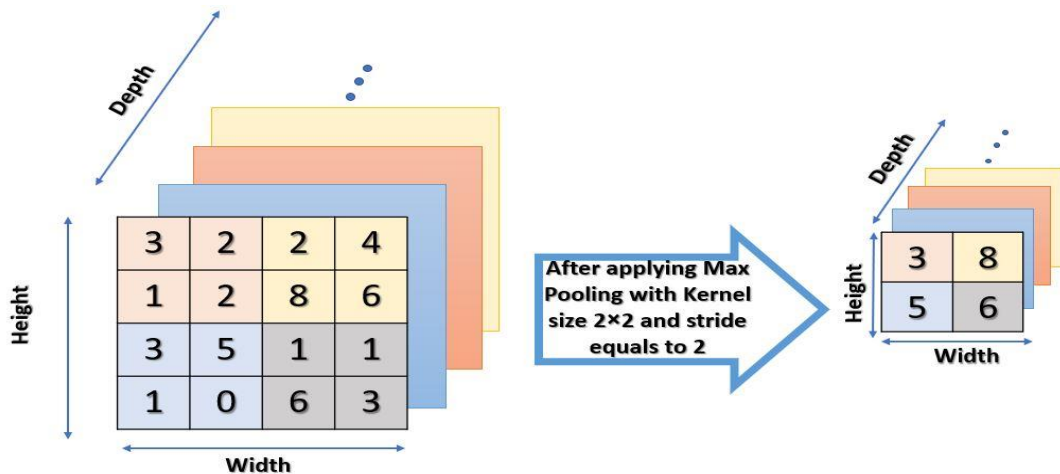 Depth
Height
3 2 2 4
1 2 8 6
3 5 1 1
1 0 6 3
Width
After applying Max
Pooling with Kernel
size 2×2 and stride
equals to 2
Depth
Height
3 8
5 6
Width